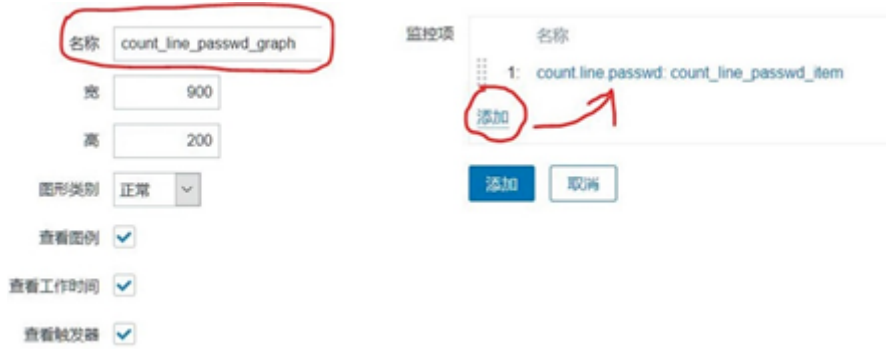 名称 count_line_passwd_graph
宽 900
高 200
图形类别 正常
查看图例
查看工作时间
查看触发器
监控项 名称
1: count.line.passwd: count_line_passwd_item
添加
添加 取消